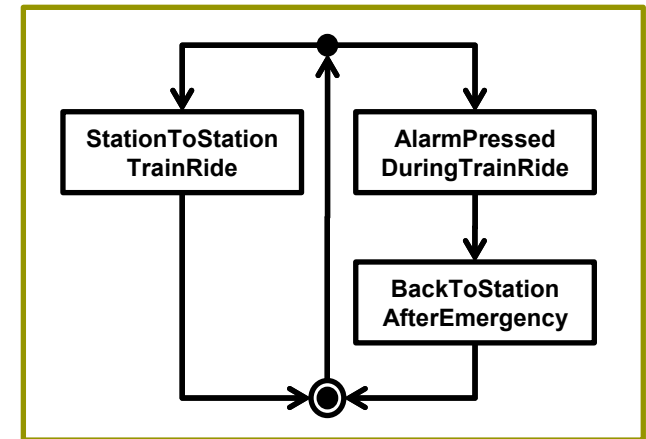 StationToStation
TrainRide
AlarmPressed
DuringTrainRide
BackToStation
AfterEmergency